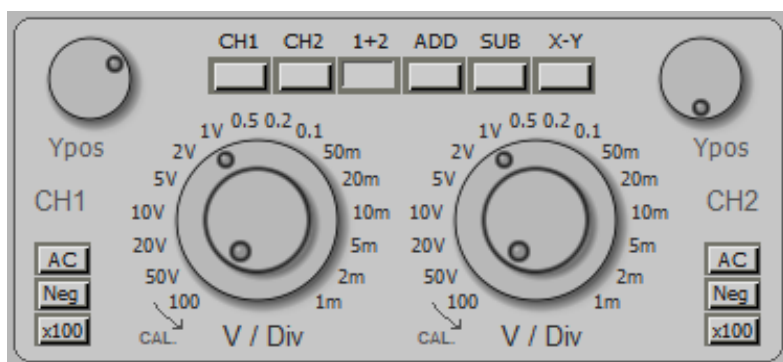 CH1 CH2 1+2 ADD SUB X-Y
Ypos
Ypos
CH1
CH2
AC
Neg
x100
AC
Neg
x100
100
50V
20V
10V
5V
2V
1V
0.5
0.2
0.1
50m
20m
10m
5m
2m
1m
CAL.
V / Div
100
50V
20V
10V
5V
2V
1V
0.5
0.2
0.1
50m
20m
10m
5m
2m
1m
CAL.
V / Div